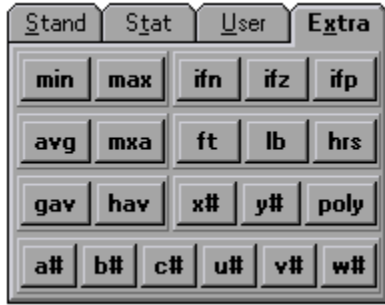 Stand Stat User Extra
min max ifn ifz ifp
avg mxa ft lb hrs
gav hav x# y# poly
a# b# c# u# v# w#